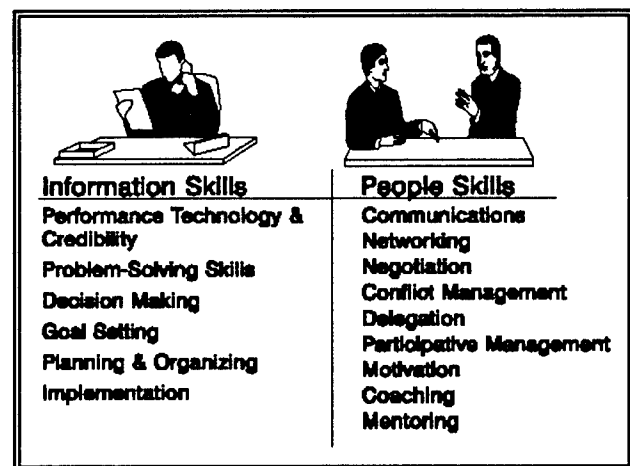 Information Skills
Performance Technology &
Credibility
Problem-Solving Skills
Decision Making
Goal Setting
Planning & Organizing
Implementation
People Skills
Communications
Networking
Negotiation
Conflict Management
Delegation
Participative Management
Motivation
Coaching
Mentoring